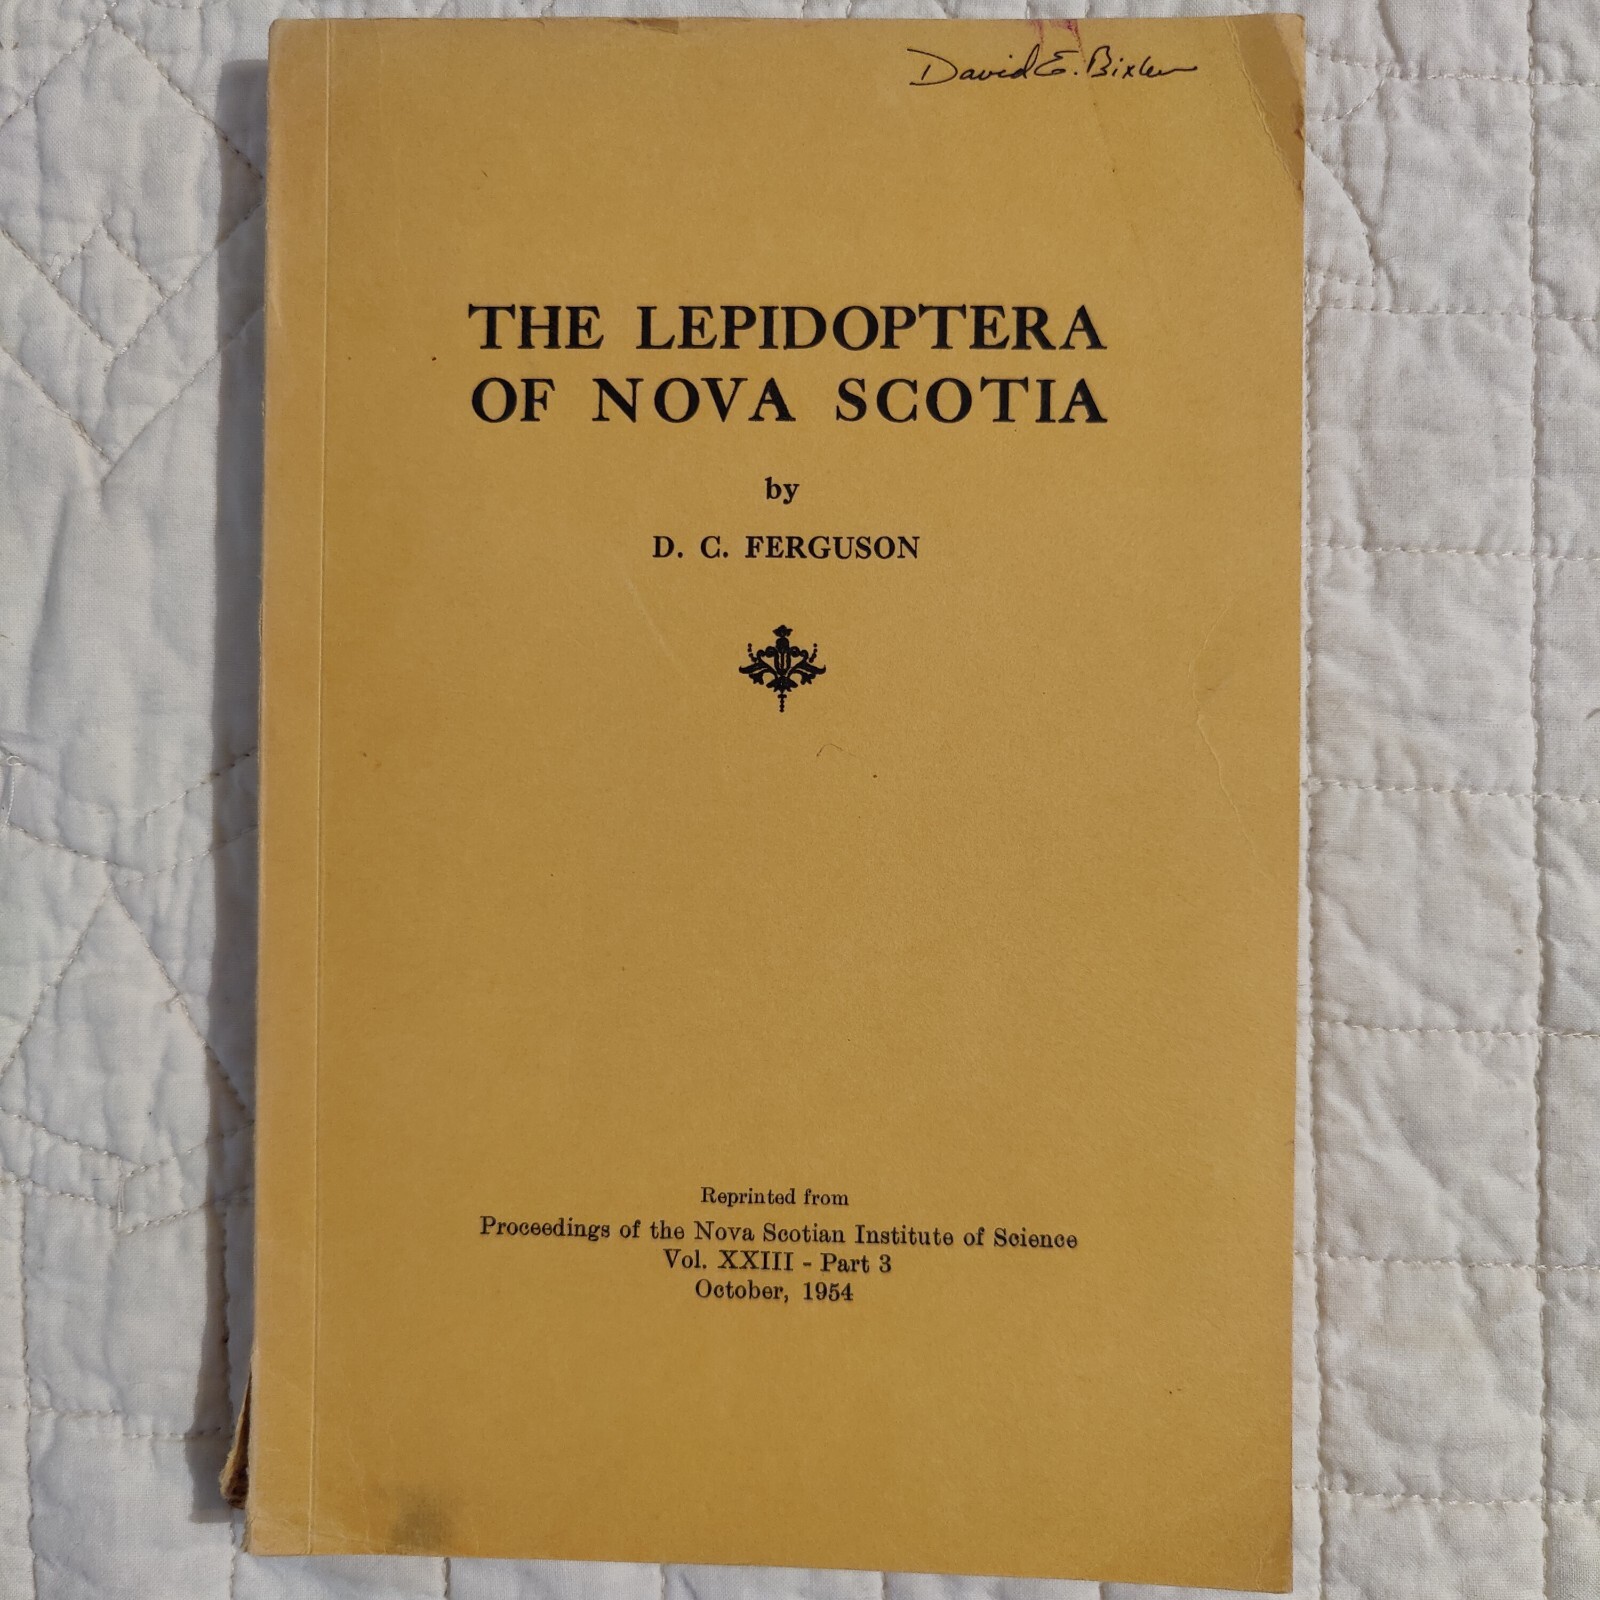 David E. Bixler
THE LEPIDOPTERA
OF NOVA SCOTIA
by
D. C. FERGUSON
Reprinted from
Proceedings of the Nova Scotian Institute of Science
Vol. XXIII - Part 3
October, 1954